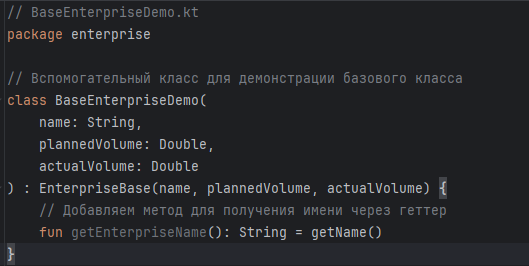 // BaseEnterpriseDemo.kt
package enterprise
// Вспомогательный класс для демонстрации базового класса
class BaseEnterpriseDemo(
name: String,
plannedVolume: Double,
actualVolume: Double
) : EnterpriseBase(name, plannedVolume, actualVolume) {
// Добавляем метод для получения имени через геттер
fun getEnterpriseName(): String = getName()
}